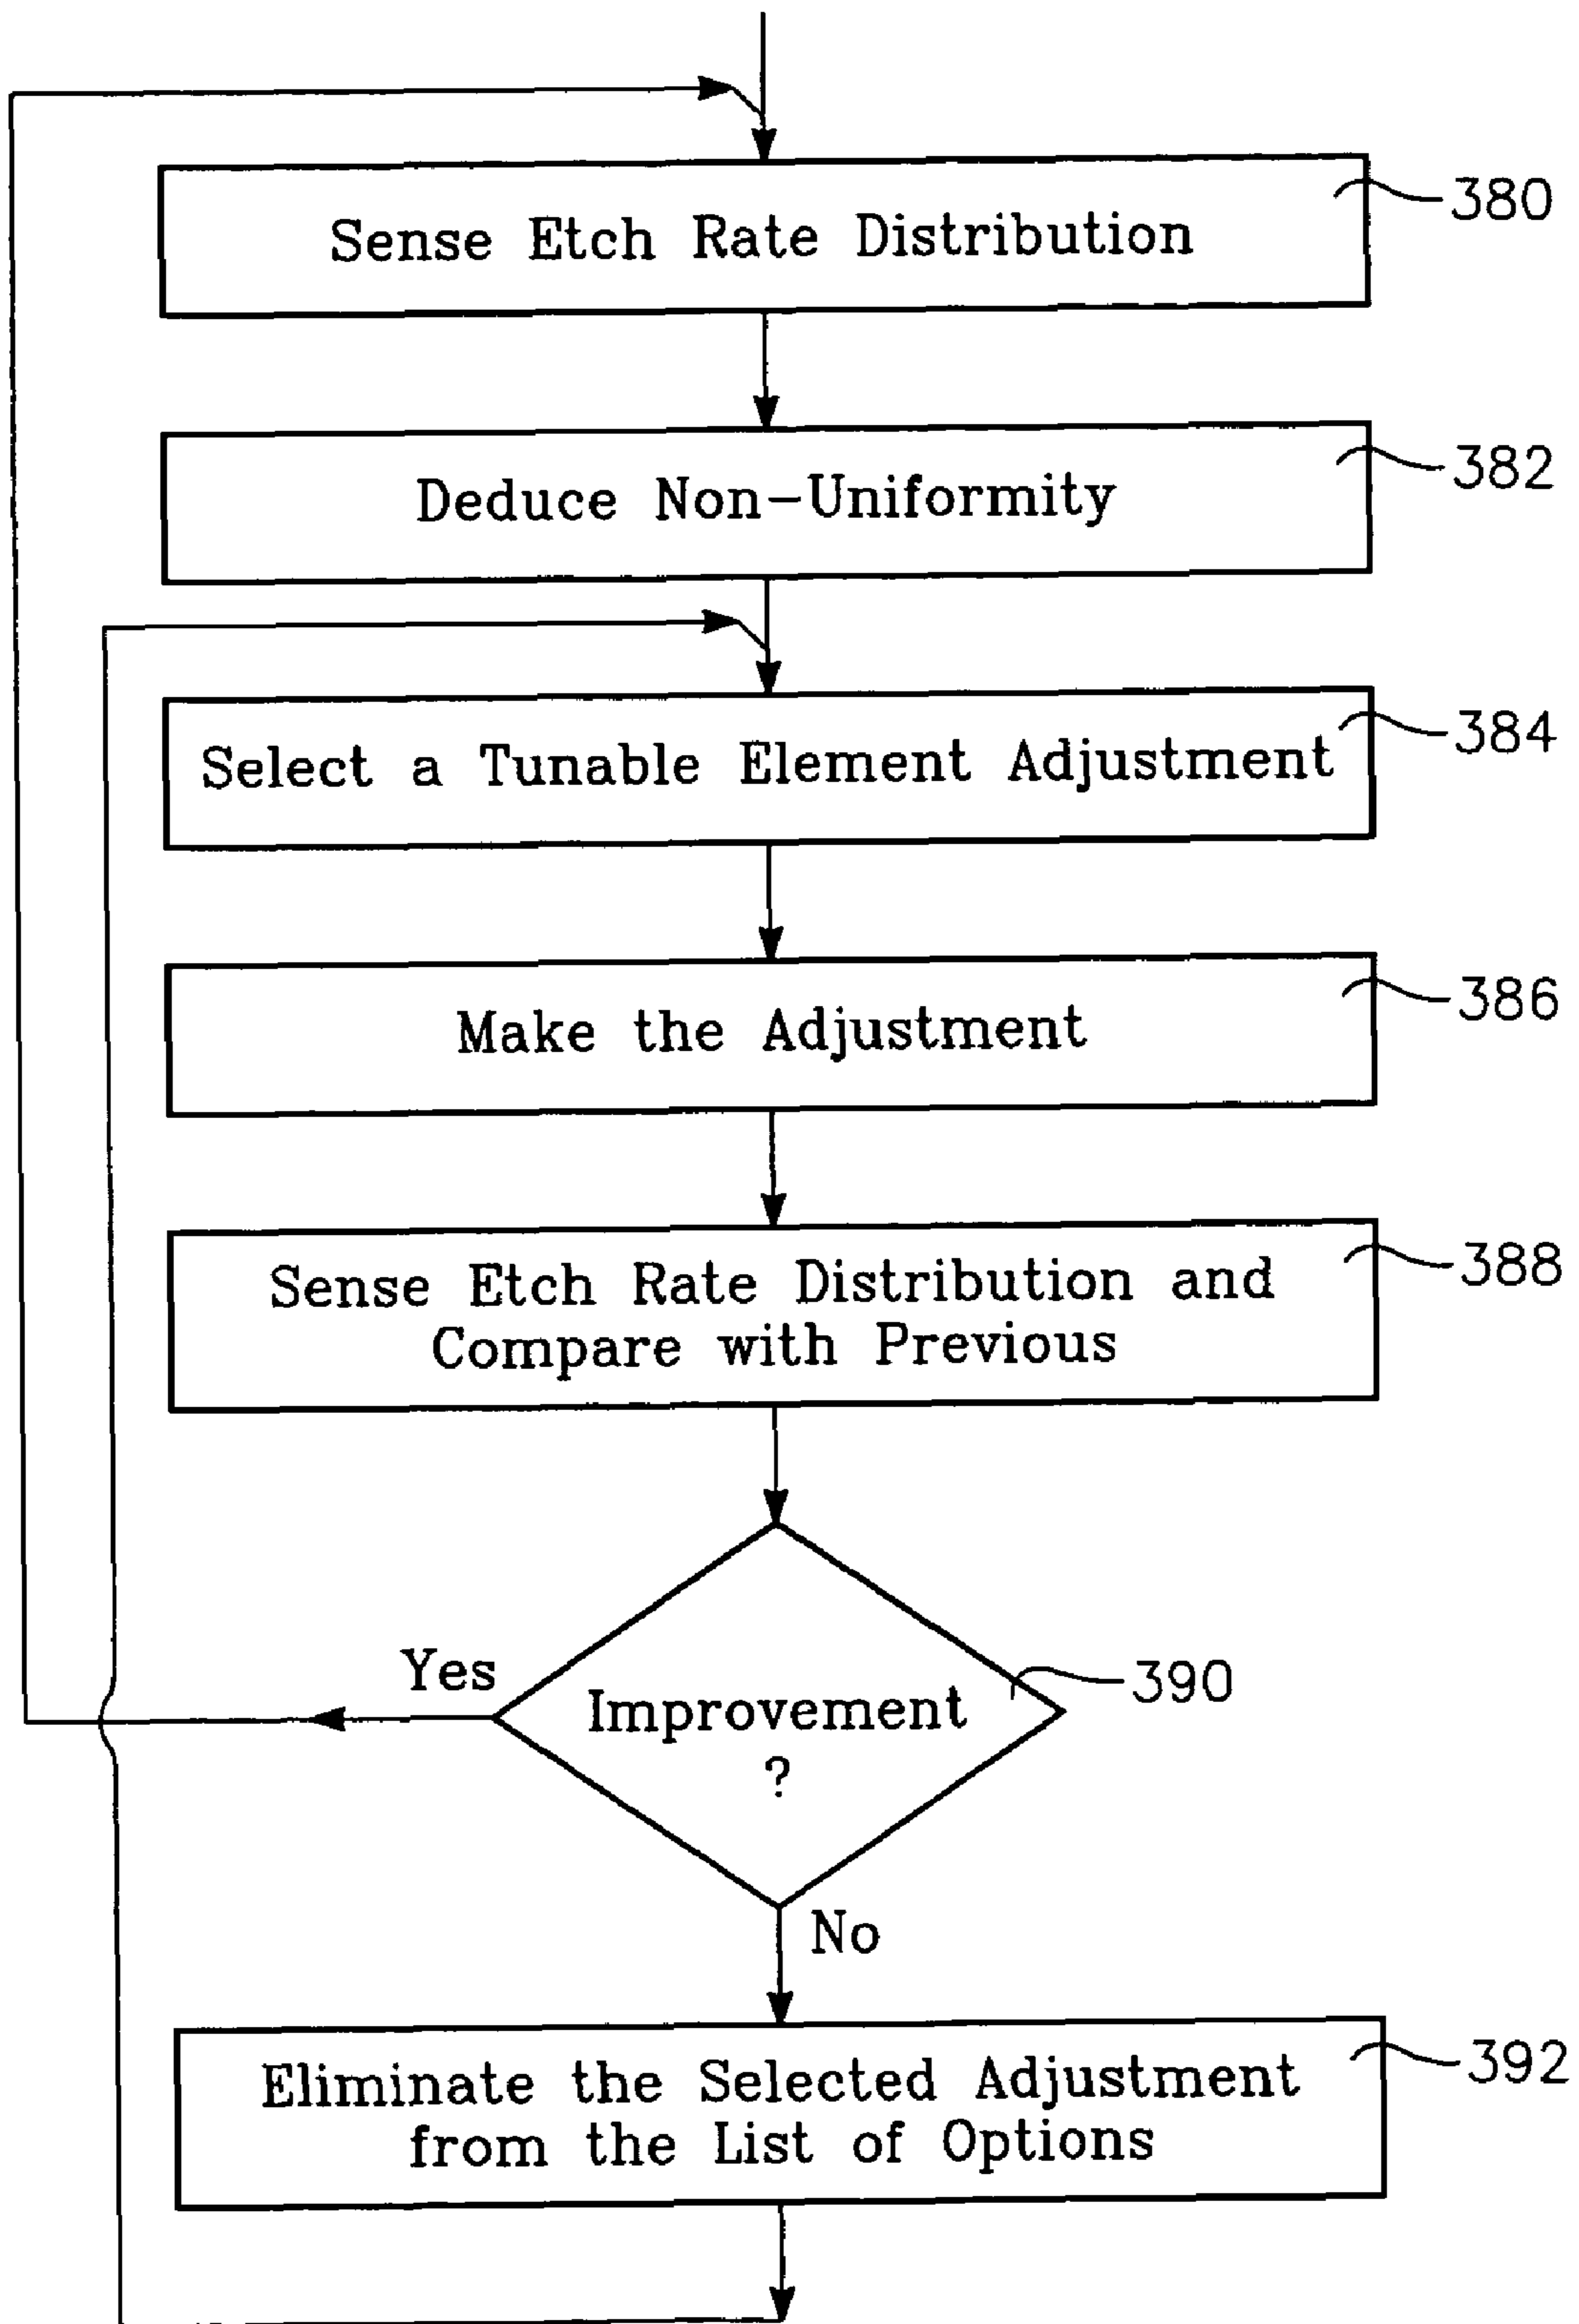 Sense Etch Rate Distribution
380
Deduce Non-Uniformity
382
Select a Tunable Element Adjustment
384
Make the Adjustment
386
Sense Etch Rate Distribution and
Compare with Previous
388
Yes
Improvement
?
390
No
Eliminate the Selected Adjustment
from the List of Options
392